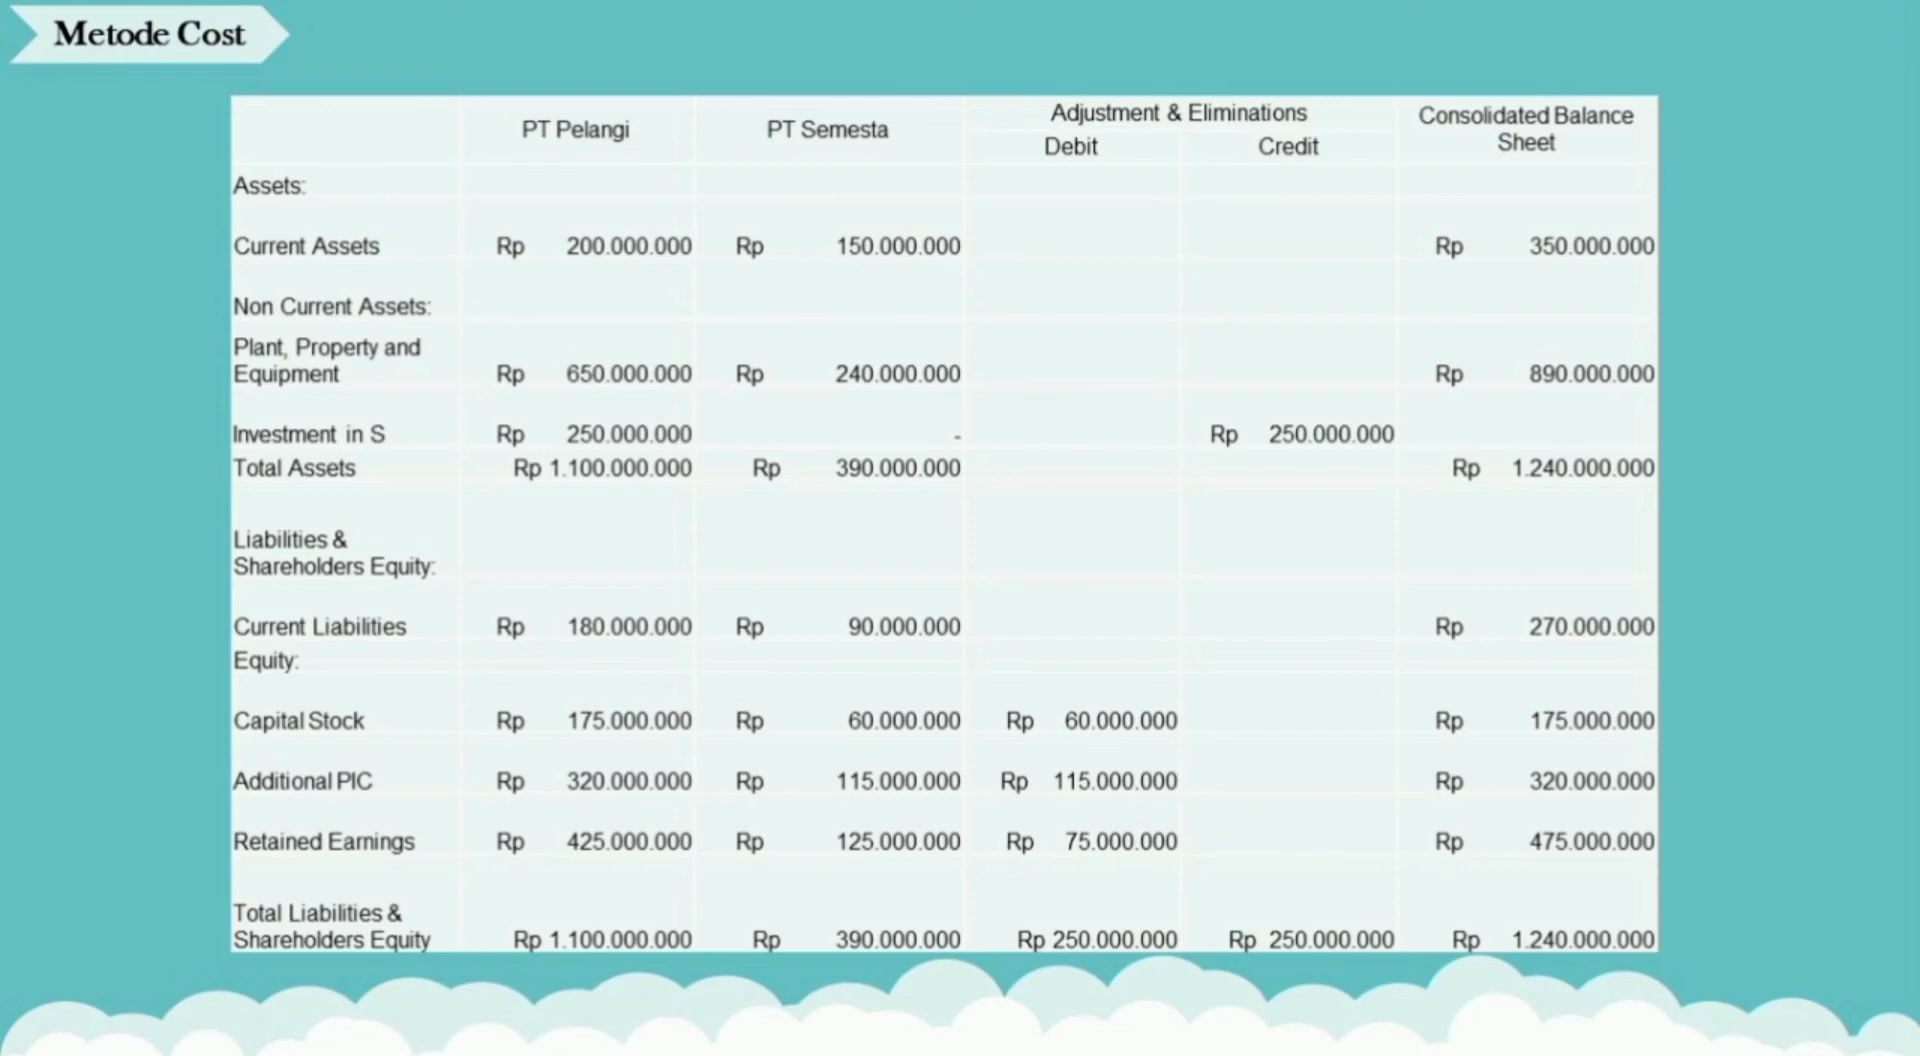 Metode Cost
PT Pelangi PT Semesta Adjustment & Eliminations Consolidated Balance Sheet
Debit Credit
Assets:
Current Assets Rp 200.000.000 Rp 150.000.000 Rp 350.000.000
Non Current Assets:
Plant, Property and
Equipment Rp 650.000.000 Rp 240.000.000 Rp 890.000.000
Investment in S Rp 250.000.000 - Rp 250.000.000
Total Assets Rp 1.100.000.000 Rp 390.000.000 Rp 1.240.000.000
Liabilities &
Shareholders Equity:
Current Liabilities Rp 180.000.000 Rp 90.000.000 Rp 270.000.000
Equity:
Capital Stock Rp 175.000.000 Rp 60.000.000 Rp 60.000.000 Rp 175.000.000
Additional PIC Rp 320.000.000 Rp 115.000.000 Rp 115.000.000 Rp 320.000.000
Retained Earnings Rp 425.000.000 Rp 125.000.000 Rp 75.000.000 Rp 475.000.000
Total Liabilities &
Shareholders Equity Rp 1.100.000.000 Rp 390.000.000 Rp 250.000.000 Rp 250.000.000 Rp 1.240.000.000